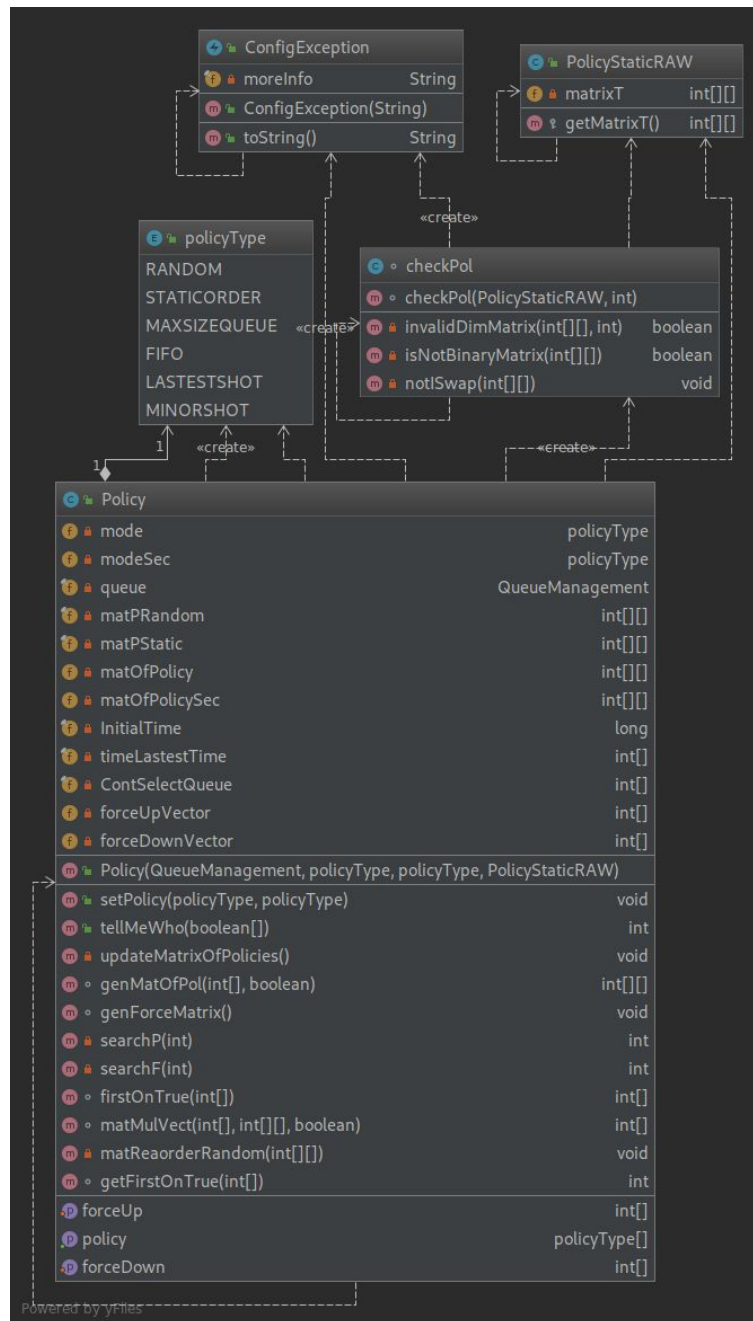 ConfigException
moreInfo String
ConfigException(String)
toString() String
PolicyStaticRAW
matrixT int[][]
getMatrixT() int[][]
«create»
policyType
RANDOM
STATICORDER
MAXSIZEQUEUE
FIFO
LASTESTSHOT
MINORSHOT
checkPol
checkPol(PolicyStaticRAW, int)
«create»
invalidDimMatrix(int[][], int) boolean
isNotBinaryMatrix(int[][]) boolean
notISwap(int[][]) void
1
1
«create»
«create»
Policy
mode policyType
modeSec policyType
queue QueueManagement
matPRandom int[][]
matPStatic int[][]
matOfPolicy int[][]
matOfPolicySec int[][]
InitialTime long
timeLastestTime int[]
ContSelectQueue int[]
forceUpVector int[]
forceDownVector int[]
Policy(QueueManagement, policyType, policyType, PolicyStaticRAW)
setPolicy(policyType, policyType) void
tellMeWho(boolean[]) int
updateMatrixOfPolicies() void
genMatOfPol(int[], boolean) int[][]
genForceMatrix() void
searchP(int) int
searchF(int) int
firstOnTrue(int[]) int[]
matMulVect(int[], int[][], boolean) int[]
matReaorderRandom(int[][]) void
getFirstOnTrue(int[]) int
forceUp int[]
policy policyType[]
forceDown int[]
Powered by yFiles